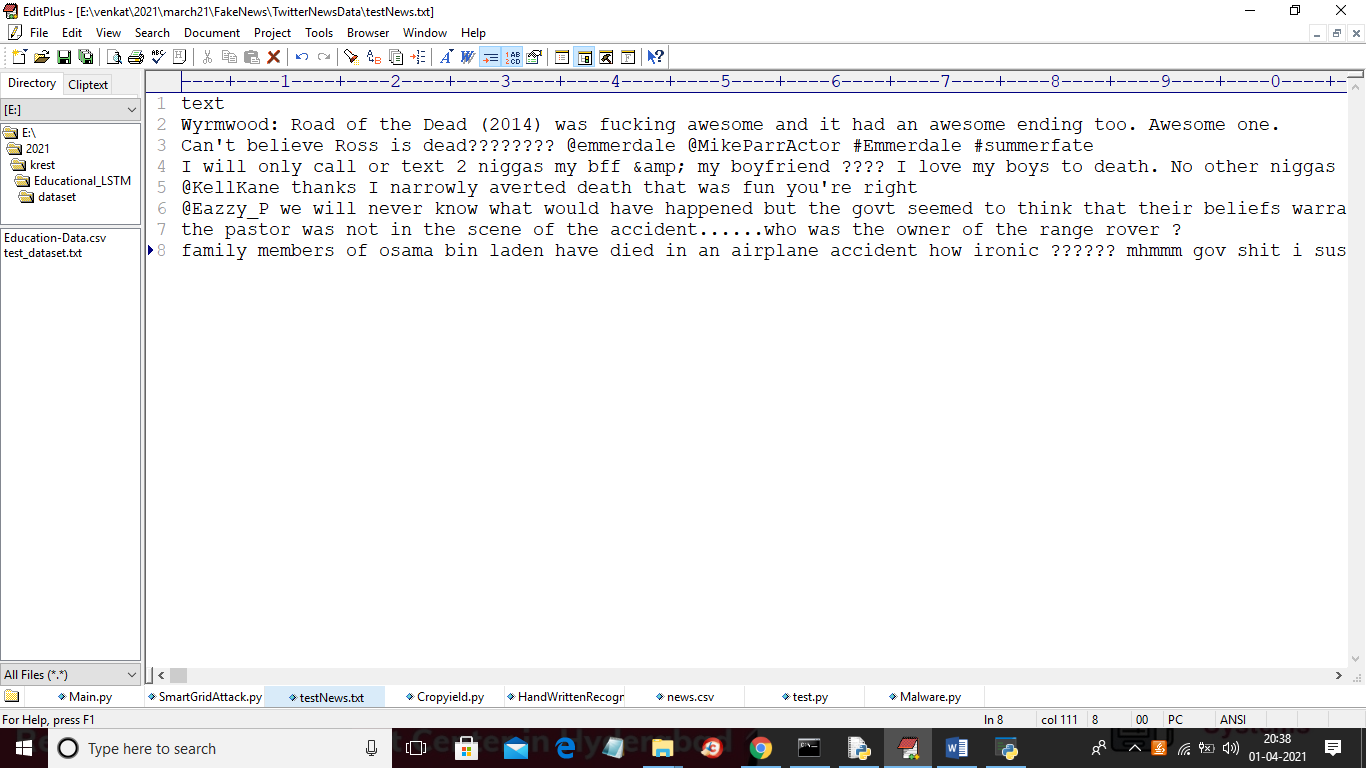 EditPlus - [E:\venkat\2021\march21\FakeNews\TwitterNewsData\testNews.txt]
File Edit View Search Document Project Tools Browser Window Help
Directory Cliptext
----+----1----+----2----+----3----+----4----+----5----+----6----+----7----+----8----+----9----+----0----+-
[E:]
E:\
2021
krest
Educational_LSTM
dataset
Education-Data.csv
test_dataset.txt
1 text
2 Wyrmwood: Road of the Dead (2014) was fucking awesome and it had an awesome ending too. Awesome one.
3 Can't believe Ross is dead???????? @emmerdale @MikeParrActor #Emmerdale #summerfate
4 I will only call or text 2 niggas my bff &amp; my boyfriend ???? I love my boys to death. No other niggas
5 @KellKane thanks I narrowly averted death that was fun you're right
6 @Eazzy_P we will never know what would have happened but the govt seemed to think that their beliefs warra
7 the pastor was not in the scene of the accident......who was the owner of the range rover ?
8 family members of osama bin laden have died in an airplane accident how ironic ?????? mhmmm gov shit i sus
All Files (*.*)
Main.py SmartGridAttack.py testNews.txt Cropyield.py HandWrittenRecogr news.csv test.py Malware.py
For Help, press F1 ln 8 col 111 8 00 PC ANSI
Type here to search
20:38
01-04-2021